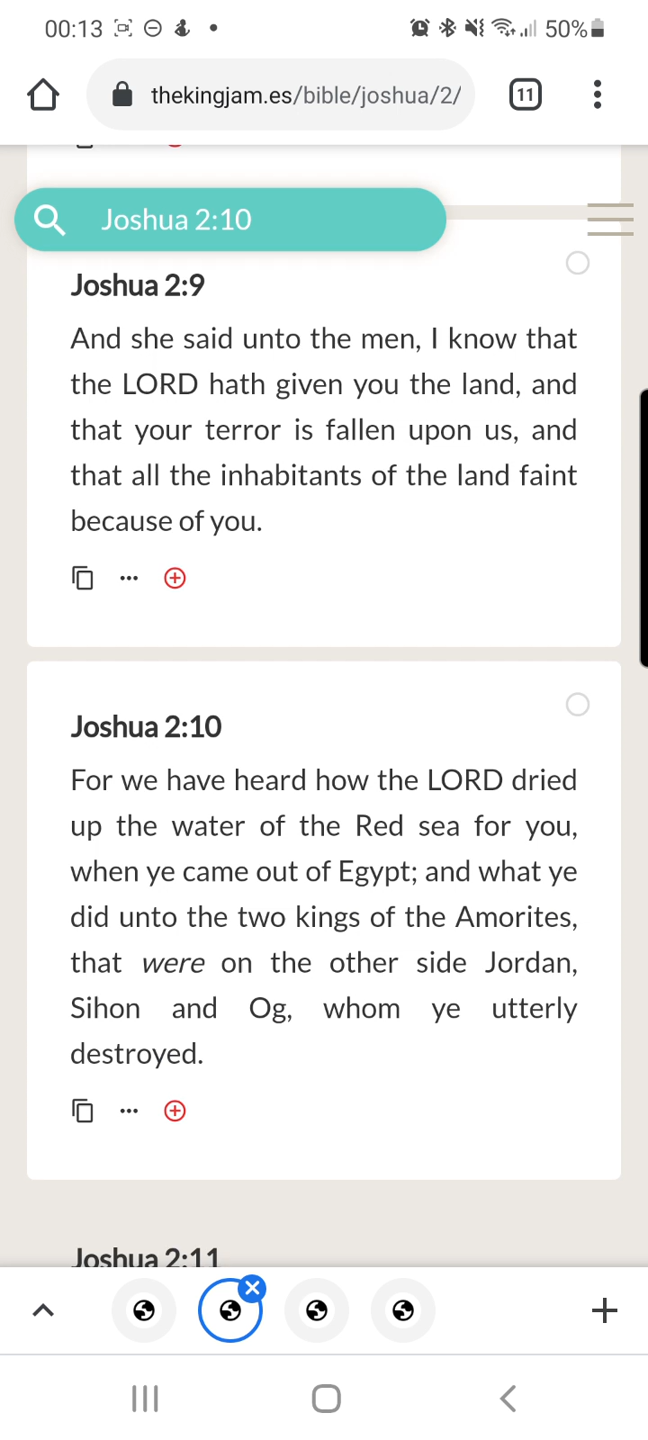 00:13
50%
thekingjam.es/bible/joshua/2/
11
Joshua 2:10
Joshua 2:9
And she said unto the men, I know that
the LORD hath given you the land, and
that your terror is fallen upon us, and
that all the inhabitants of the land faint
because of you.
Joshua 2:10
For we have heard how the LORD dried
up the water of the Red sea for you,
when ye came out of Egypt; and what ye
did unto the two kings of the Amorites,
that were on the other side Jordan,
Sihon and Og, whom ye utterly
destroyed.
Joshua 2:11